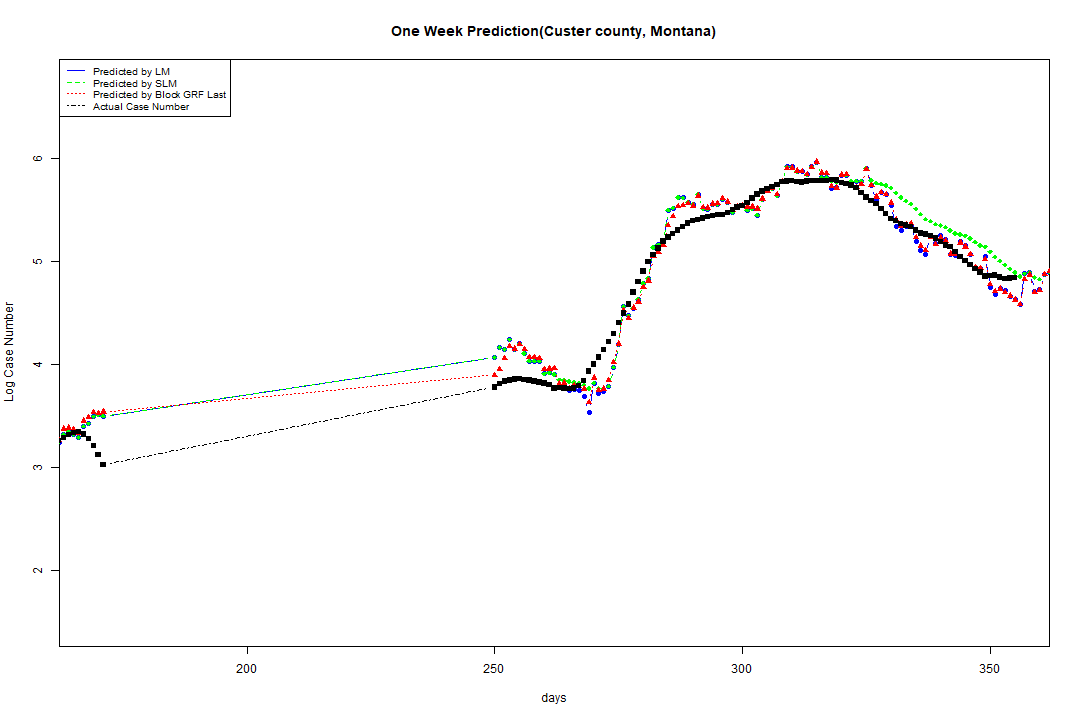 One Week Prediction(Custer county, Montana)
Predicted by LM
Predicted by SLM
Predicted by Block GRF Last
Actual Case Number
6
5
4
3
2
Log Case Number
200 250 300 350
days